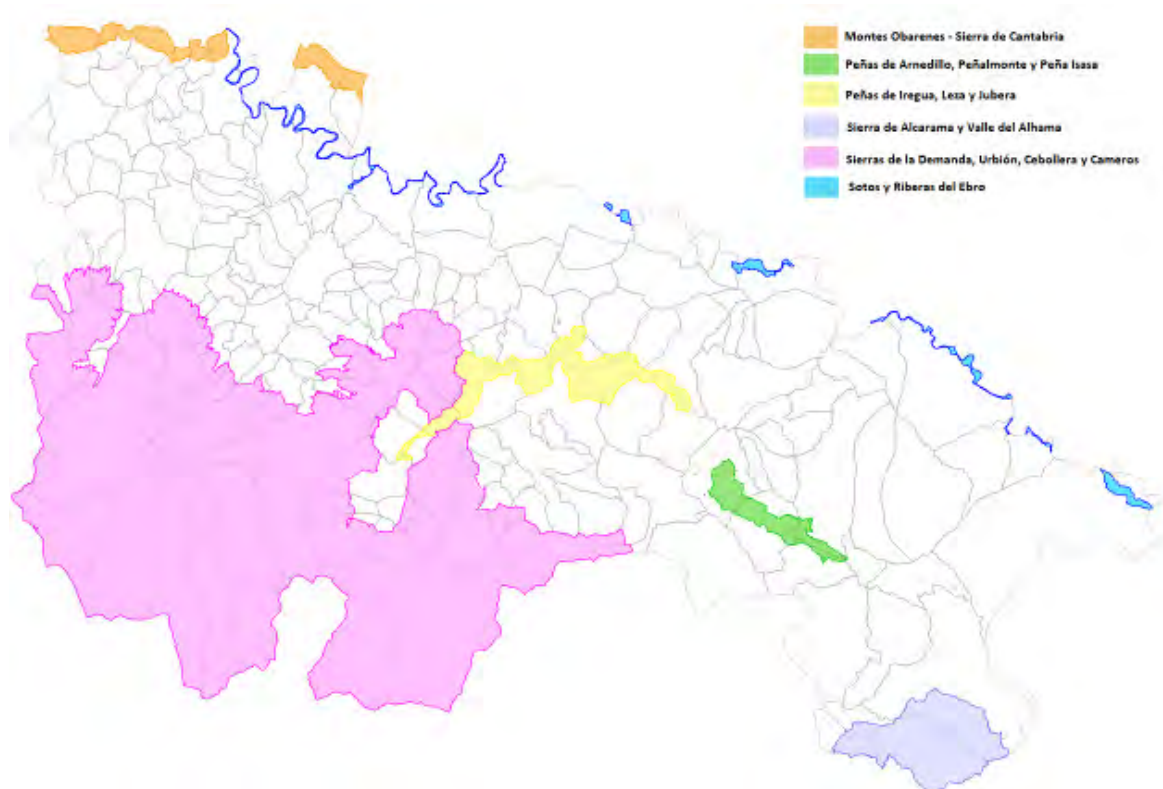 Montes Obarenes - Sierra de Cantabria
Peñas de Arnedillo, Peñalmonte y Peña Isasa
Peñas de Iregua, Leza y Jubera
Sierra de Alcarama y Valle del Alhama
Sierras de la Demanda, Urbión, Cebollera y Cameros
Sotos y Riberas del Ebro